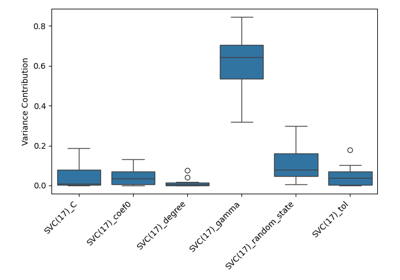 Variance Contribution
0.8
0.6
0.4
0.2
0.0
SVC(17)_C
SVC(17)_coef0
SVC(17)_degree
SVC(17)_gamma
SVC(17)_random_state
SVC(17)_tol